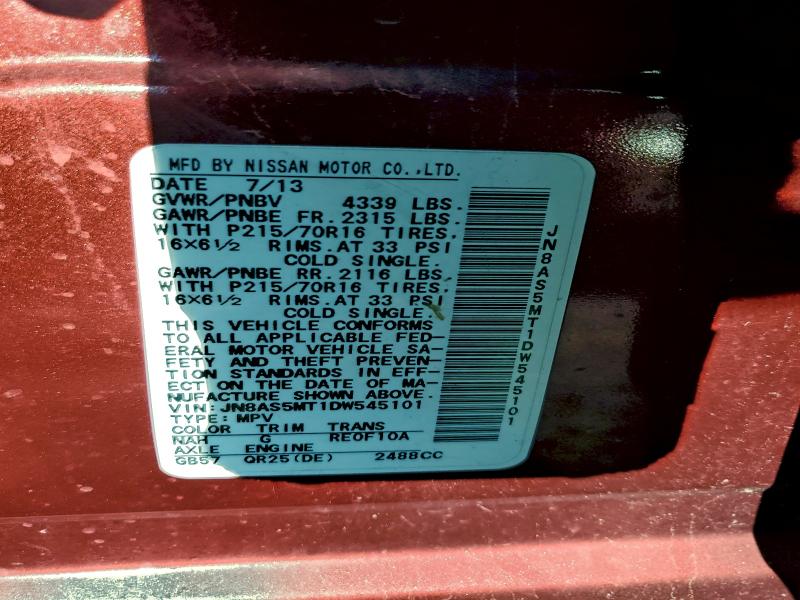 MFD BY NISSAN MOTOR CO.,LTD.
DATE 7/13
GVWR/PNBV 4339 LBS.
GAWR/PNBE FR. 2315 LBS.
WITH P215/70R16 TIRES.
16X6½ RIMS.AT 33 PSI
COLD SINGLE.
GAWR/PNBE RR. 2116 LBS.
WITH P215/70R16 TIRES.
16X6½ RIMS.AT 33 PSI
COLD SINGLE.
THIS VEHICLE CONFORMS
TO ALL APPLICABLE FED-
ERAL MOTOR VEHICLE SA-
FETY AND THEFT PREVEN-
TION STANDARDS IN EFF-
ECT ON THE DATE OF MA-
NUFACTURE SHOWN ABOVE.
VIN: JN8AS5MT1DW545101
TYPE: MPV
COLOR TRIM TRANS
NAH G RE0F10A
AXLE ENGINE
GB57 QR25(DE) 2488CC
JN8AS5MT1DW545101